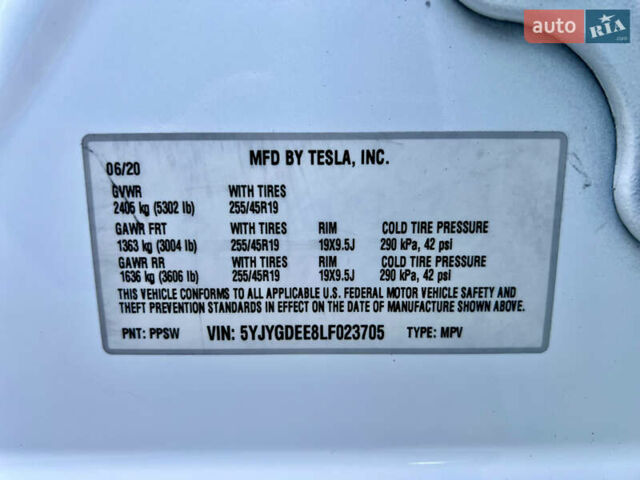 auto RIA.com
06/20 MFD BY TESLA, INC.
GVWR WITH TIRES
2405 kg (5302 lb) 255/45R19
GAWR FRT WITH TIRES RIM COLD TIRE PRESSURE
1363 kg (3004 lb) 255/45R19 19X9.5J 290 kPa, 42 psi
GAWR RR WITH TIRES RIM COLD TIRE PRESSURE
1636 kg (3606 lb) 255/45R19 19X9.5J 290 kPa, 42 psi
THIS VEHICLE CONFORMS TO ALL APPLICABLE U.S. FEDERAL MOTOR VEHICLE SAFETY AND
THEFT PREVENTION STANDARDS IN EFFECT ON THE DATE OF MANUFACTURE SHOWN ABOVE.
PNT: PPSW VIN: 5YJYGDEE8LF023705 TYPE: MPV